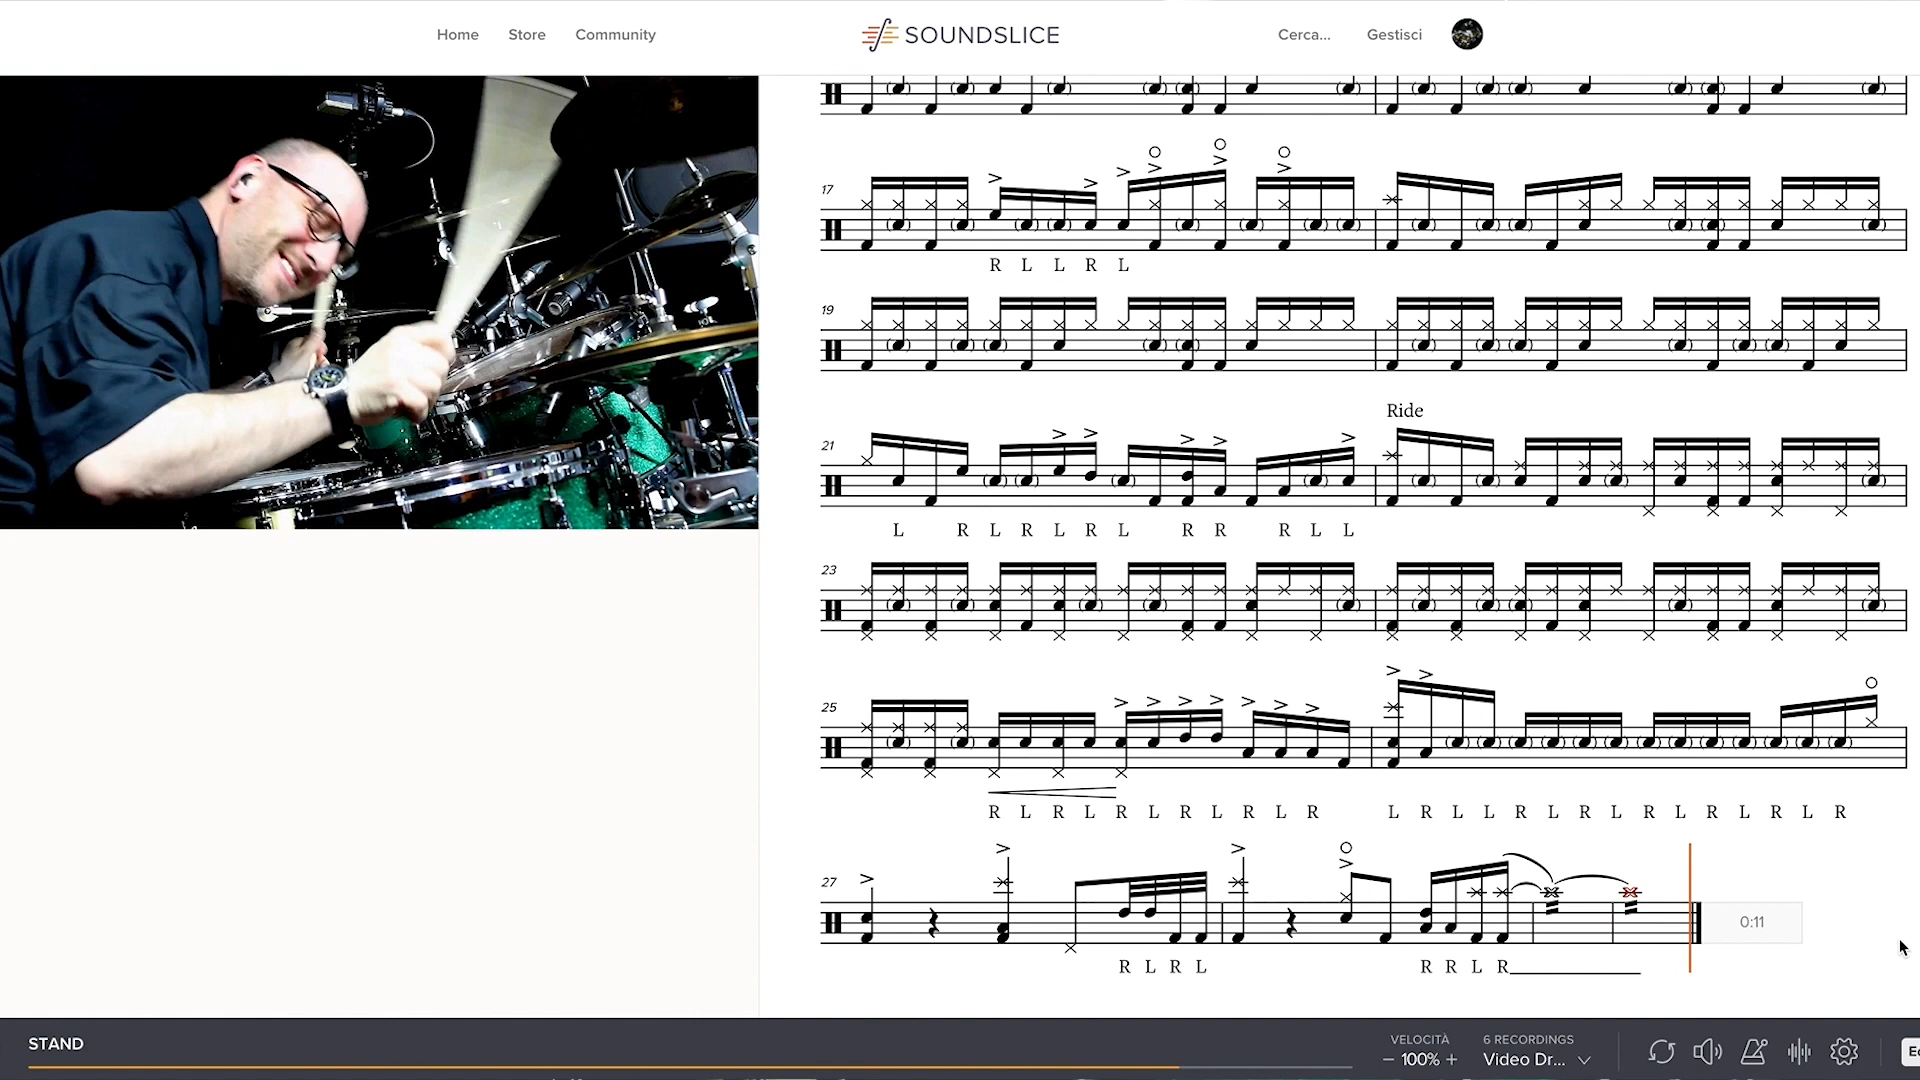 Home Store Community SOUNDSLICE Cerca... Gestisci
17
R L L R L
19
Ride
21
L R L R L R L R R R L L
23
25
R L R L R L R L R L R L R L L R L R L R L R L R L R
27
0:11
R L R L R R L R
STAND
VELOCITÀ 6 RECORDINGS
− 100% + Video Dr...